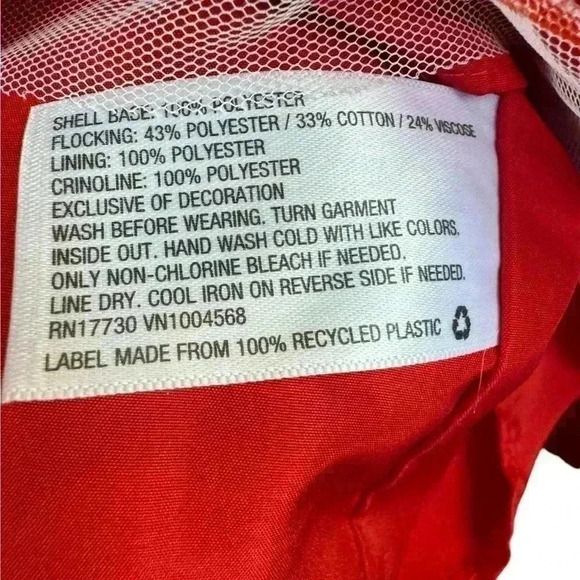 SHELL BASE: 100% POLYESTER
FLOCKING: 43% POLYESTER / 33% COTTON / 24% VISCOSE
LINING: 100% POLYESTER
CRINOLINE: 100% POLYESTER
EXCLUSIVE OF DECORATION
WASH BEFORE WEARING. TURN GARMENT
INSIDE OUT. HAND WASH COLD WITH LIKE COLORS.
ONLY NON-CHLORINE BLEACH IF NEEDED.
LINE DRY. COOL IRON ON REVERSE SIDE IF NEEDED.
RN17730 VN1004568
LABEL MADE FROM 100% RECYCLED PLASTIC